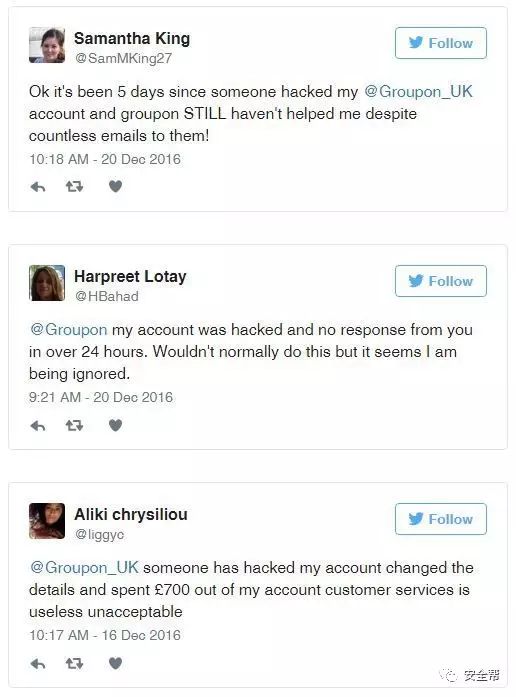 Samantha King
Follow
@SamMKing27
Ok it's been 5 days since someone hacked my @Groupon_UK
account and groupon STILL haven't helped me despite
countless emails to them!
10:18 AM - 20 Dec 2016
Harpreet Lotay
Follow
@HBahad
@Groupon my account was hacked and no response from you
in over 24 hours. Wouldn't normally do this but it seems I am
being ignored.
9:21 AM - 20 Dec 2016
Aliki chrysiliou
Follow
@liggyc
@Groupon_UK someone has hacked my account changed the
details and spent £700 out of my account customer services is
useless unacceptable
10:17 AM - 16 Dec 2016
安全帮